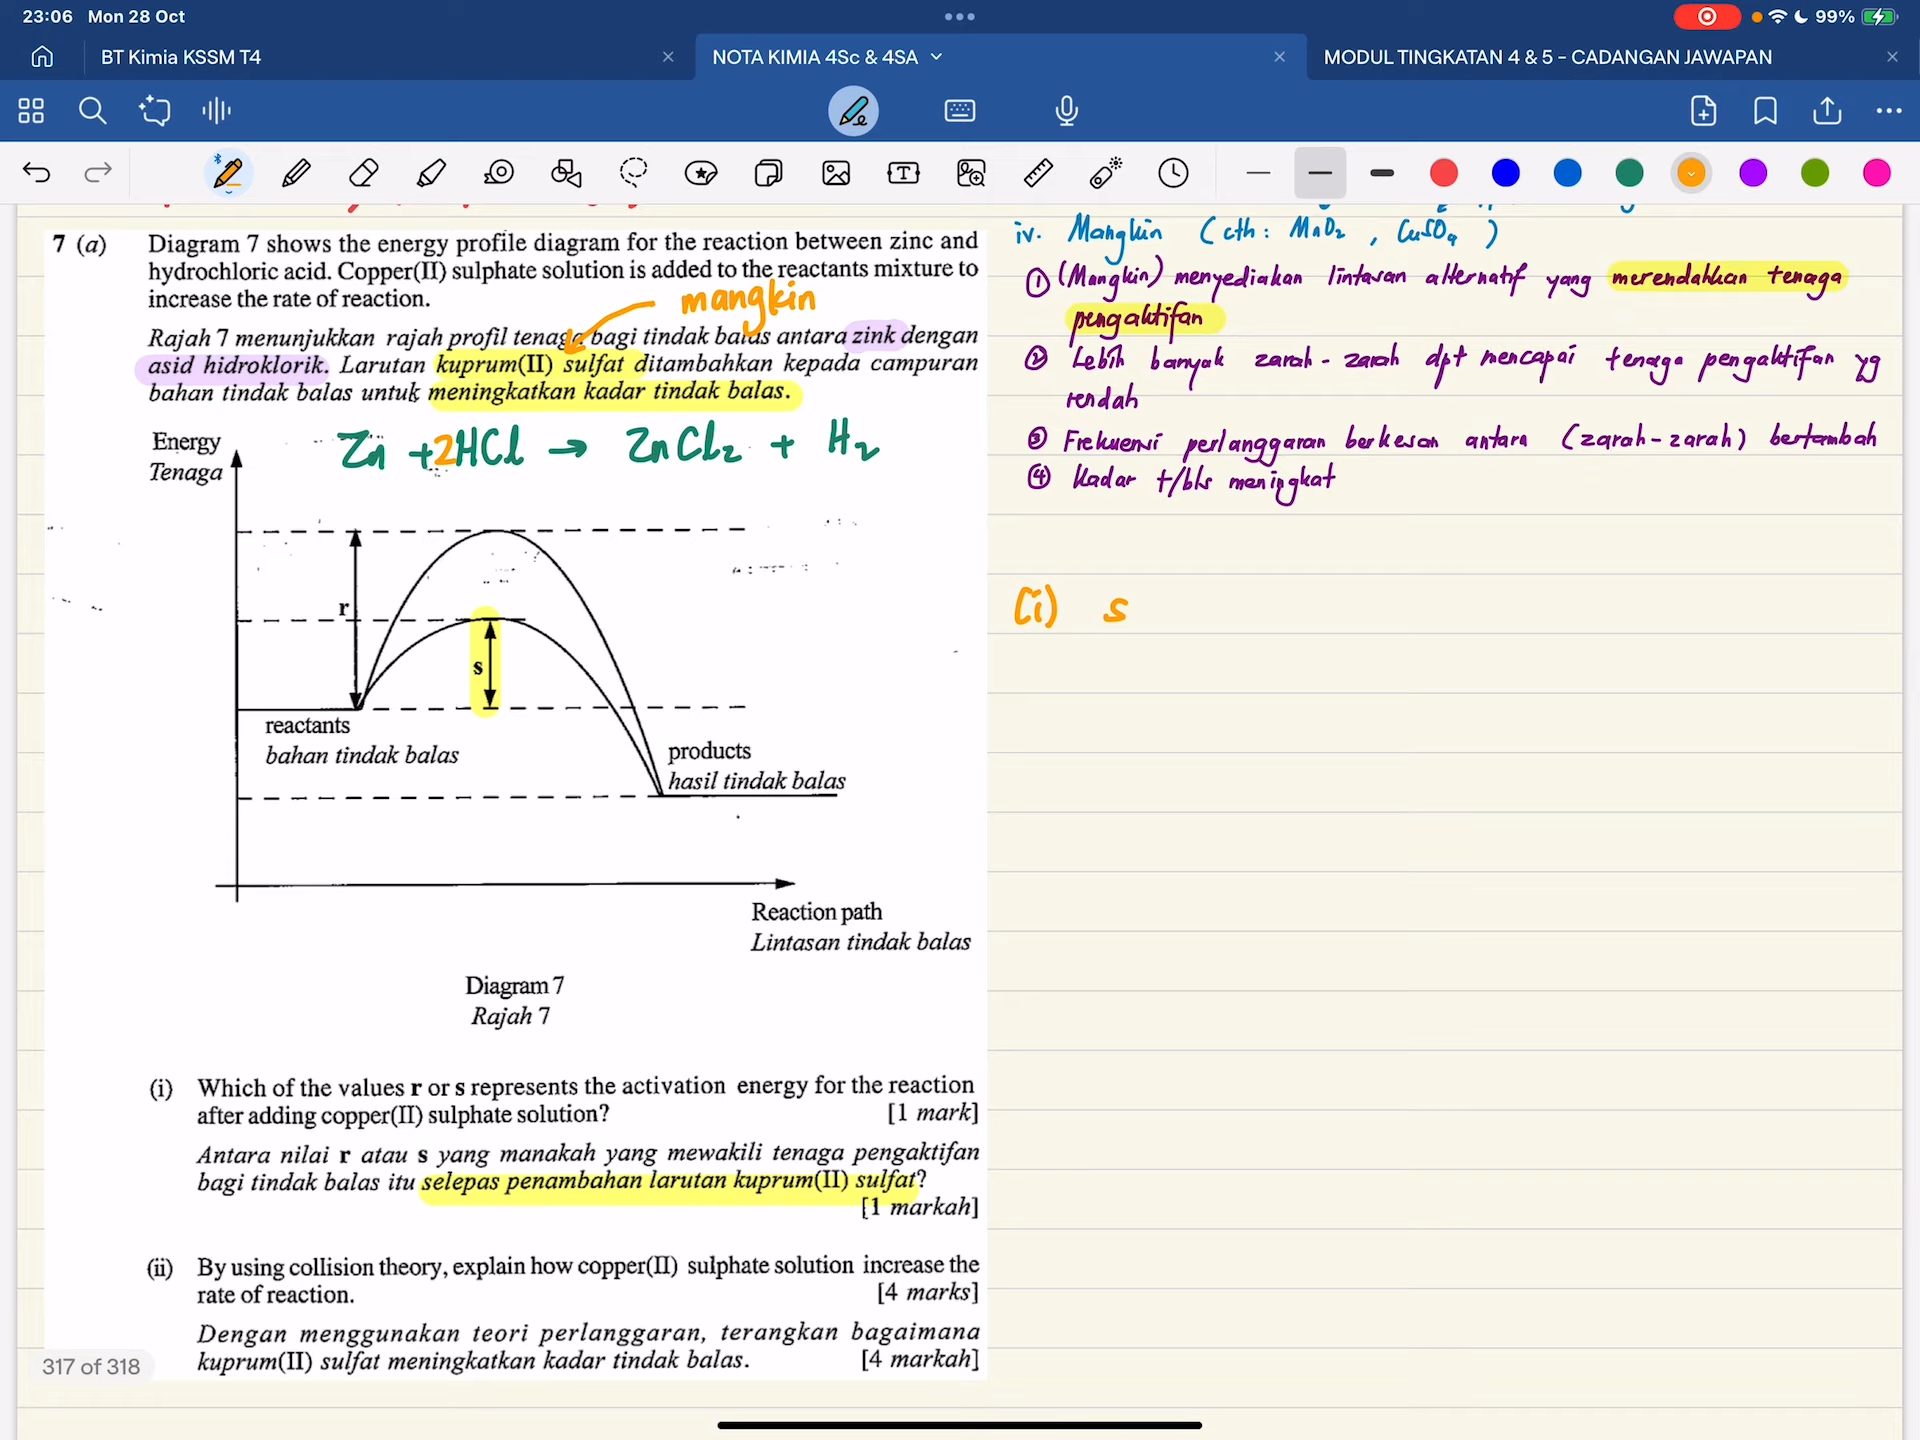 23:06 Mon 28 Oct
99%
BT Kimia KSSM T4
NOTA KIMIA 4Sc & 4SA
MODUL TINGKATAN 4 & 5 - CADANGAN JAWAPAN
7 (a) Diagram 7 shows the energy profile diagram for the reaction between zinc and
hydrochloric acid. Copper(II) sulphate solution is added to the reactants mixture to
increase the rate of reaction.
mangkin
Rajah 7 menunjukkan rajah profil tenaga bagi tindak balas antara zink dengan
asid hidroklorik. Larutan kuprum(II) sulfat ditambahkan kepada campuran
bahan tindak balas untuk meningkatkan kadar tindak balas.
Energy
Tenaga
Zn + 2HCl → ZnCl₂ + H₂
r
s
reactants
bahan tindak balas
products
hasil tindak balas
Reaction path
Lintasan tindak balas
Diagram 7
Rajah 7
(i) Which of the values r or s represents the activation energy for the reaction
after adding copper(II) sulphate solution? [1 mark]
Antara nilai r atau s yang manakah yang mewakili tenaga pengaktifan
bagi tindak balas itu selepas penambahan larutan kuprum(II) sulfat?
[1 markah]
(ii) By using collision theory, explain how copper(II) sulphate solution increase the
rate of reaction. [4 marks]
Dengan menggunakan teori perlanggaran, terangkan bagaimana
kuprum(II) sulfat meningkatkan kadar tindak balas. [4 markah]
317 of 318
iv. Mangkin (cth: MnO₂, CuSO₄)
① (Mangkin) menyediakan lintasan alternatif yang merendahkan tenaga
pengaktifan
② Lebih banyak zarah-zarah dpt mencapai tenaga pengaktifan yg
rendah
③ Frekuensi perlanggaran berkesan antara (zarah-zarah) bertambah
④ Kadar t/bls meningkat
(i) s